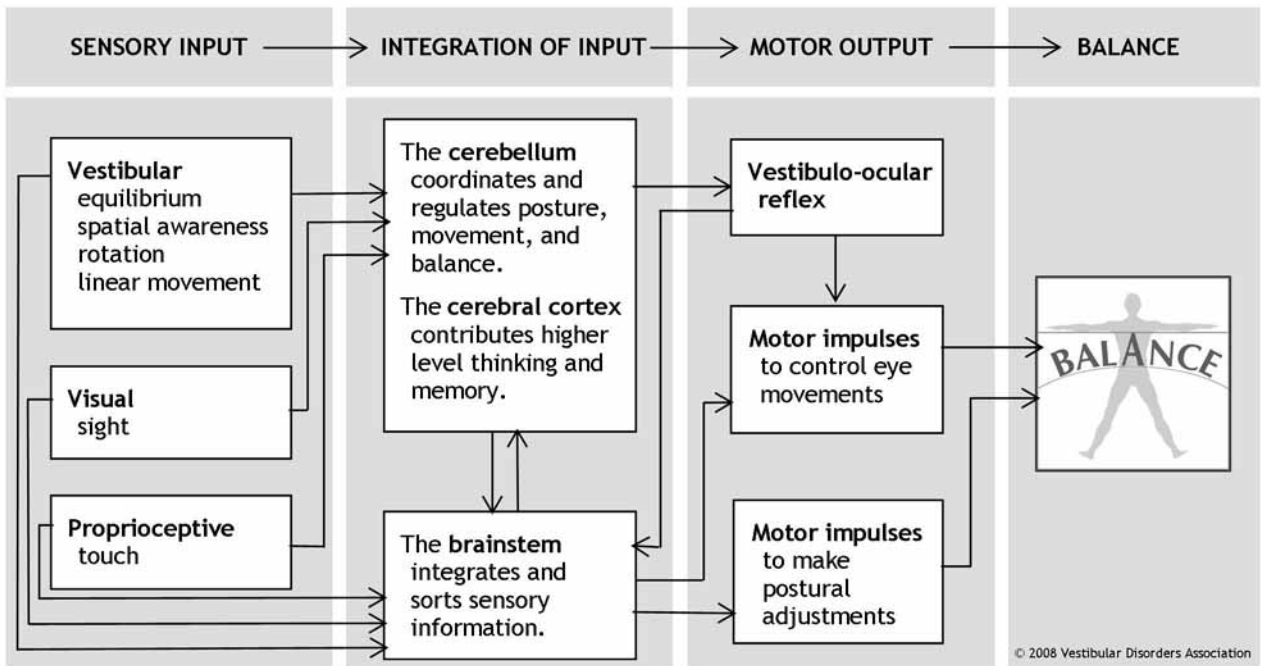 SENSORY INPUT
INTEGRATION OF INPUT
MOTOR OUTPUT
BALANCE
Vestibular
equilibrium
spatial awareness
rotation
linear movement
Visual
sight
Proprioceptive
touch
The cerebellum
coordinates and
regulates posture,
movement, and
balance.
The cerebral cortex
contributes higher
level thinking and
memory.
The brainstem
integrates and
sorts sensory
information.
Vestibulo-ocular
reflex
Motor impulses
to control eye
movements
Motor impulses
to make
postural
adjustments
BALANCE
© 2008 Vestibular Disorders Association